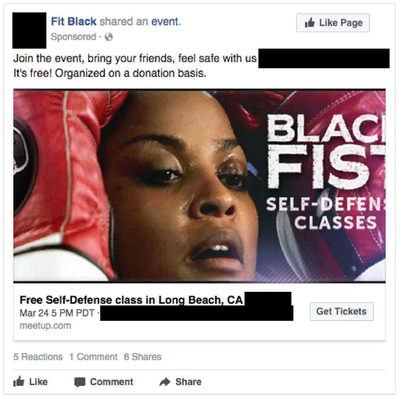 Fit Black shared an event.
Like Page
Sponsored ·
Join the event, bring your friends, feel safe with us
It's free! Organized on a donation basis.
BLAC
FIST
SELF-DEFENS
CLASSES
Free Self-Defense class in Long Beach, CA
Mar 24 5 PM PDT ·
meetup.com
Get Tickets
5 Reactions 1 Comment 6 Shares
Like Comment Share